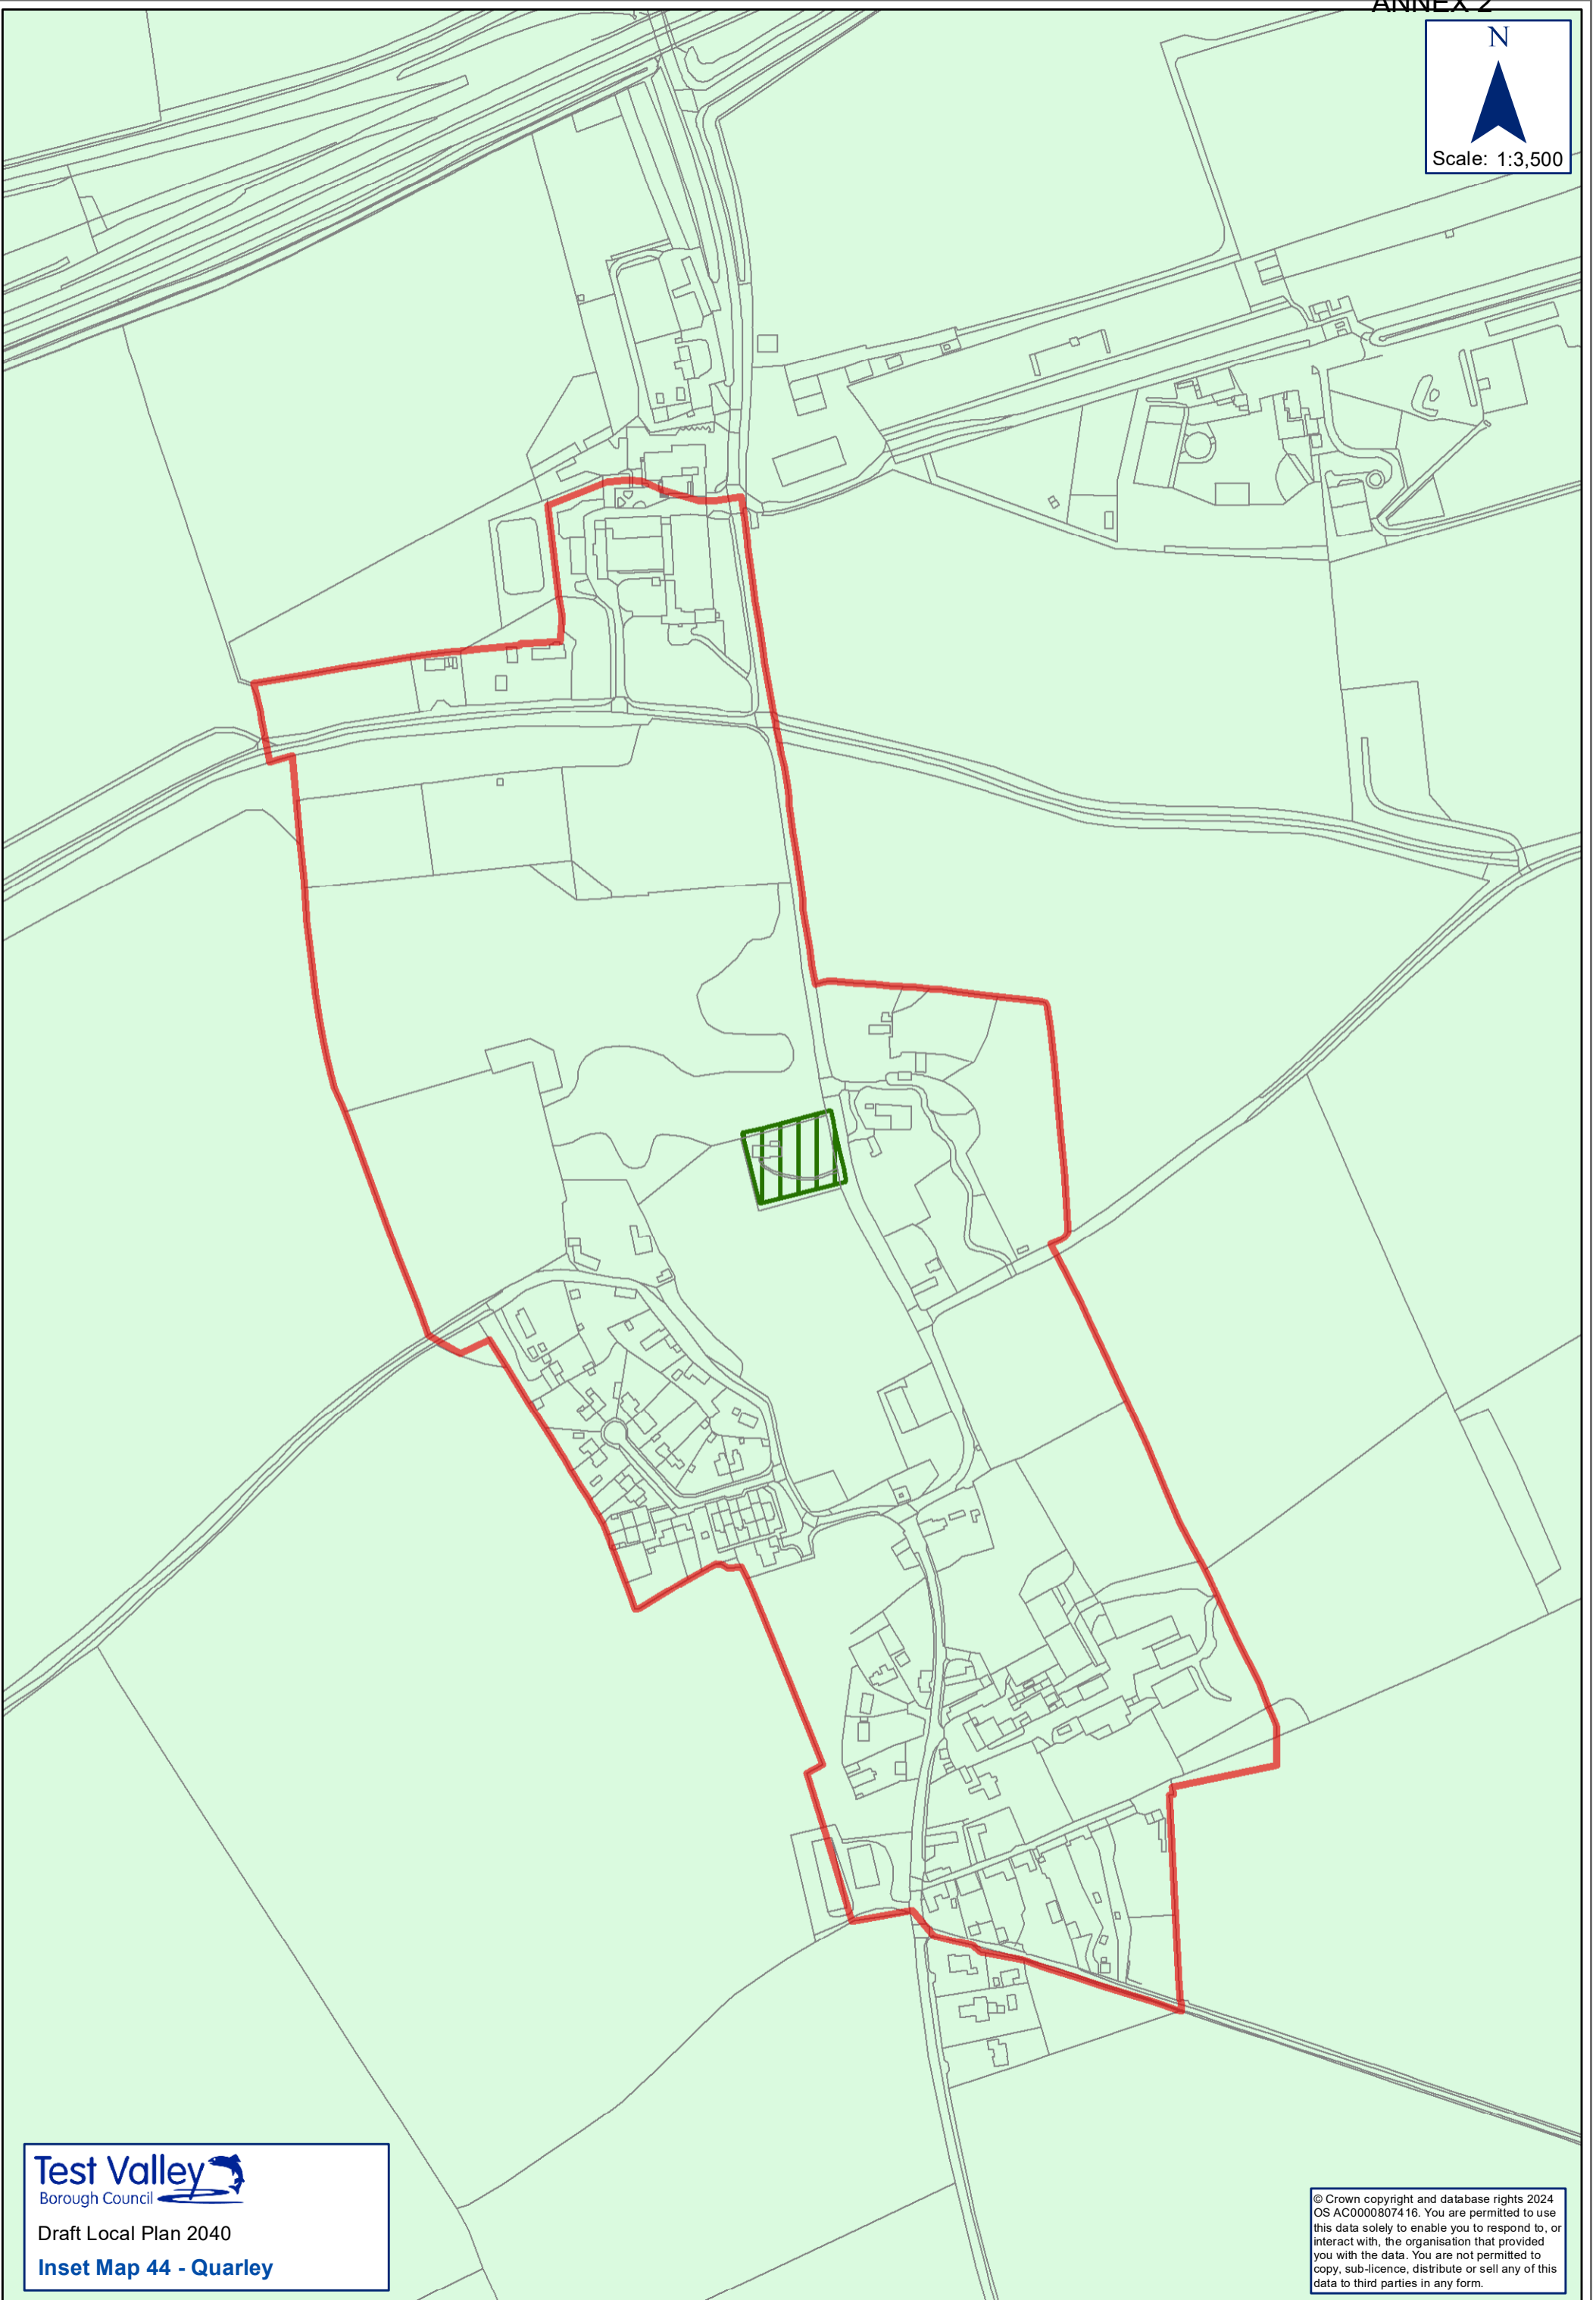 ANNEX 2
N
Scale: 1:3,500
Test Valley
Borough Council
Draft Local Plan 2040
Inset Map 44 - Quarley
© Crown copyright and database rights 2024
OS AC0000807416. You are permitted to use
this data solely to enable you to respond to, or
interact with, the organisation that provided
you with the data. You are not permitted to
copy, sub-licence, distribute or sell any of this
data to third parties in any form.